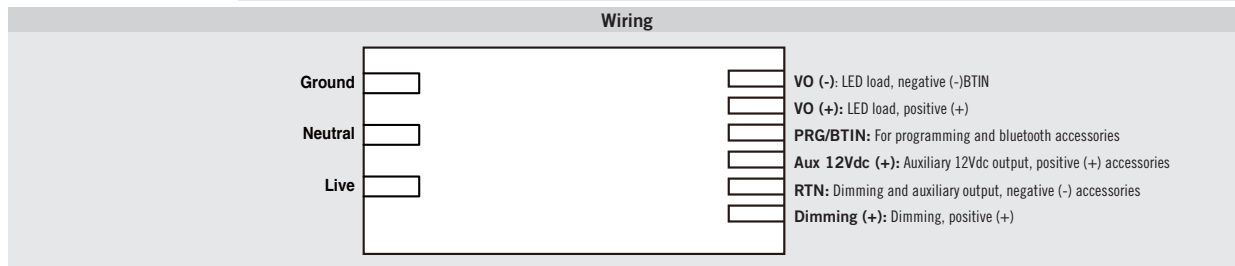 Wiring
Ground
Neutral
Live
VO (-): LED load, negative (-)BTIN
VO (+): LED load, positive (+)
PRG/BTIN: For programming and bluetooth accessories
Aux 12Vdc (+): Auxiliary 12Vdc output, positive (+) accessories
RTN: Dimming and auxiliary output, negative (-) accessories
Dimming (+): Dimming, positive (+)